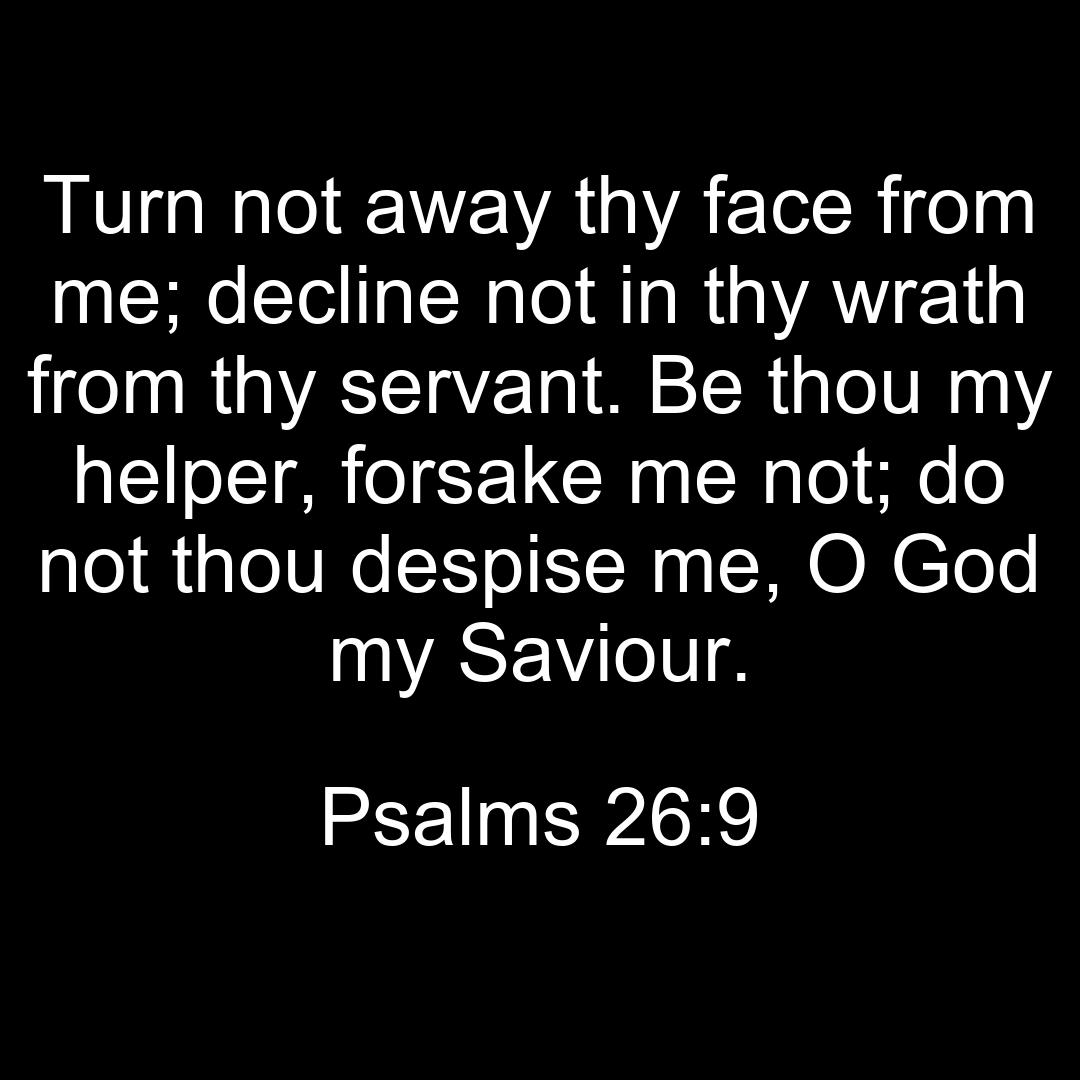 Turn not away thy face from
me; decline not in thy wrath
from thy servant. Be thou my
helper, forsake me not; do
not thou despise me, O God
my Saviour.
Psalms 26:9